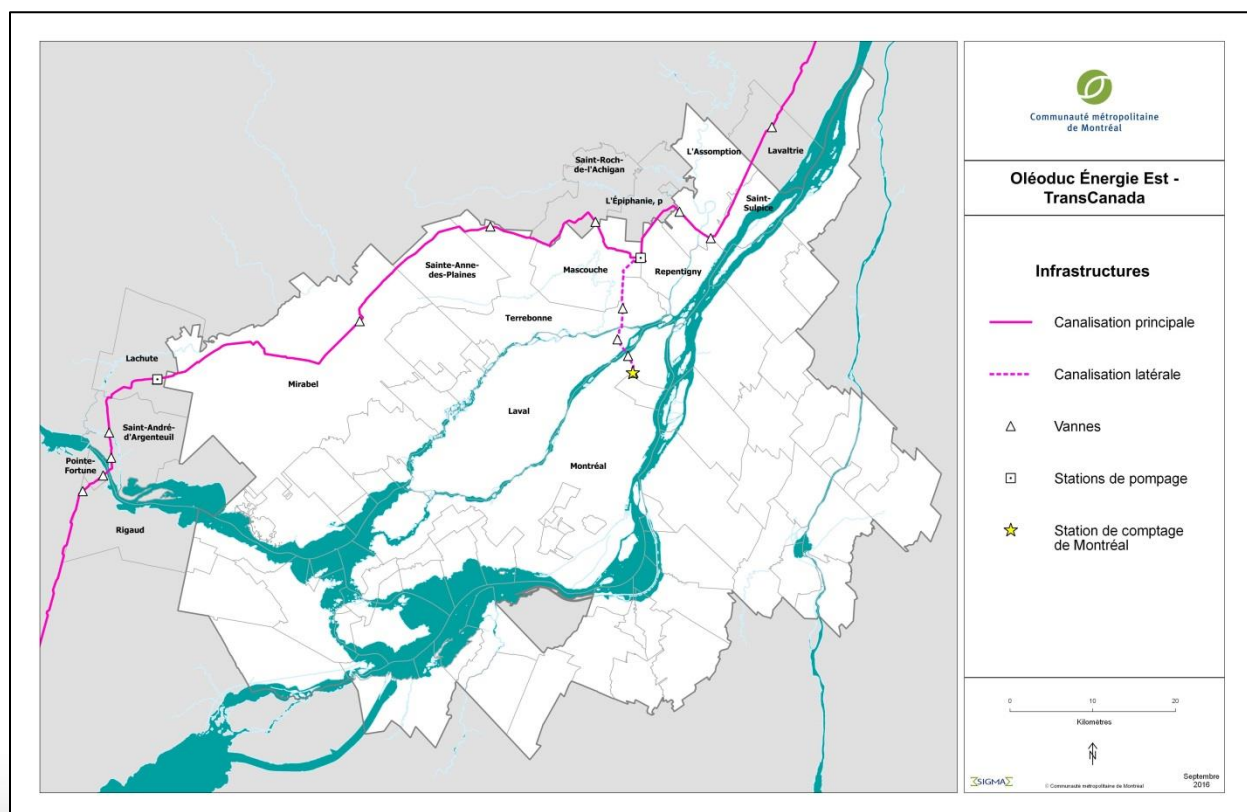 Saint-Roch-
de-l'Achigan
L'Assomption
Lavaltrie
L'Épiphanie, p
Saint-
Sulpice
Sainte-Anne-
des-Plaines
Mascouche
Repentigny
Terrebonne
Lachute
Mirabel
Laval
Saint-André-
d'Argenteuil
Montréal
Pointe-
Fortune
Rigaud
Communauté métropolitaine
de Montréal
Oléoduc Énergie Est -
TransCanada
Infrastructures
Canalisation principale
Canalisation latérale
Vannes
Stations de pompage
Station de comptage
de Montréal
0 10 20
Kilomètres
N
SIGMA
© Communauté métropolitaine de Montréal
Septembre
2016